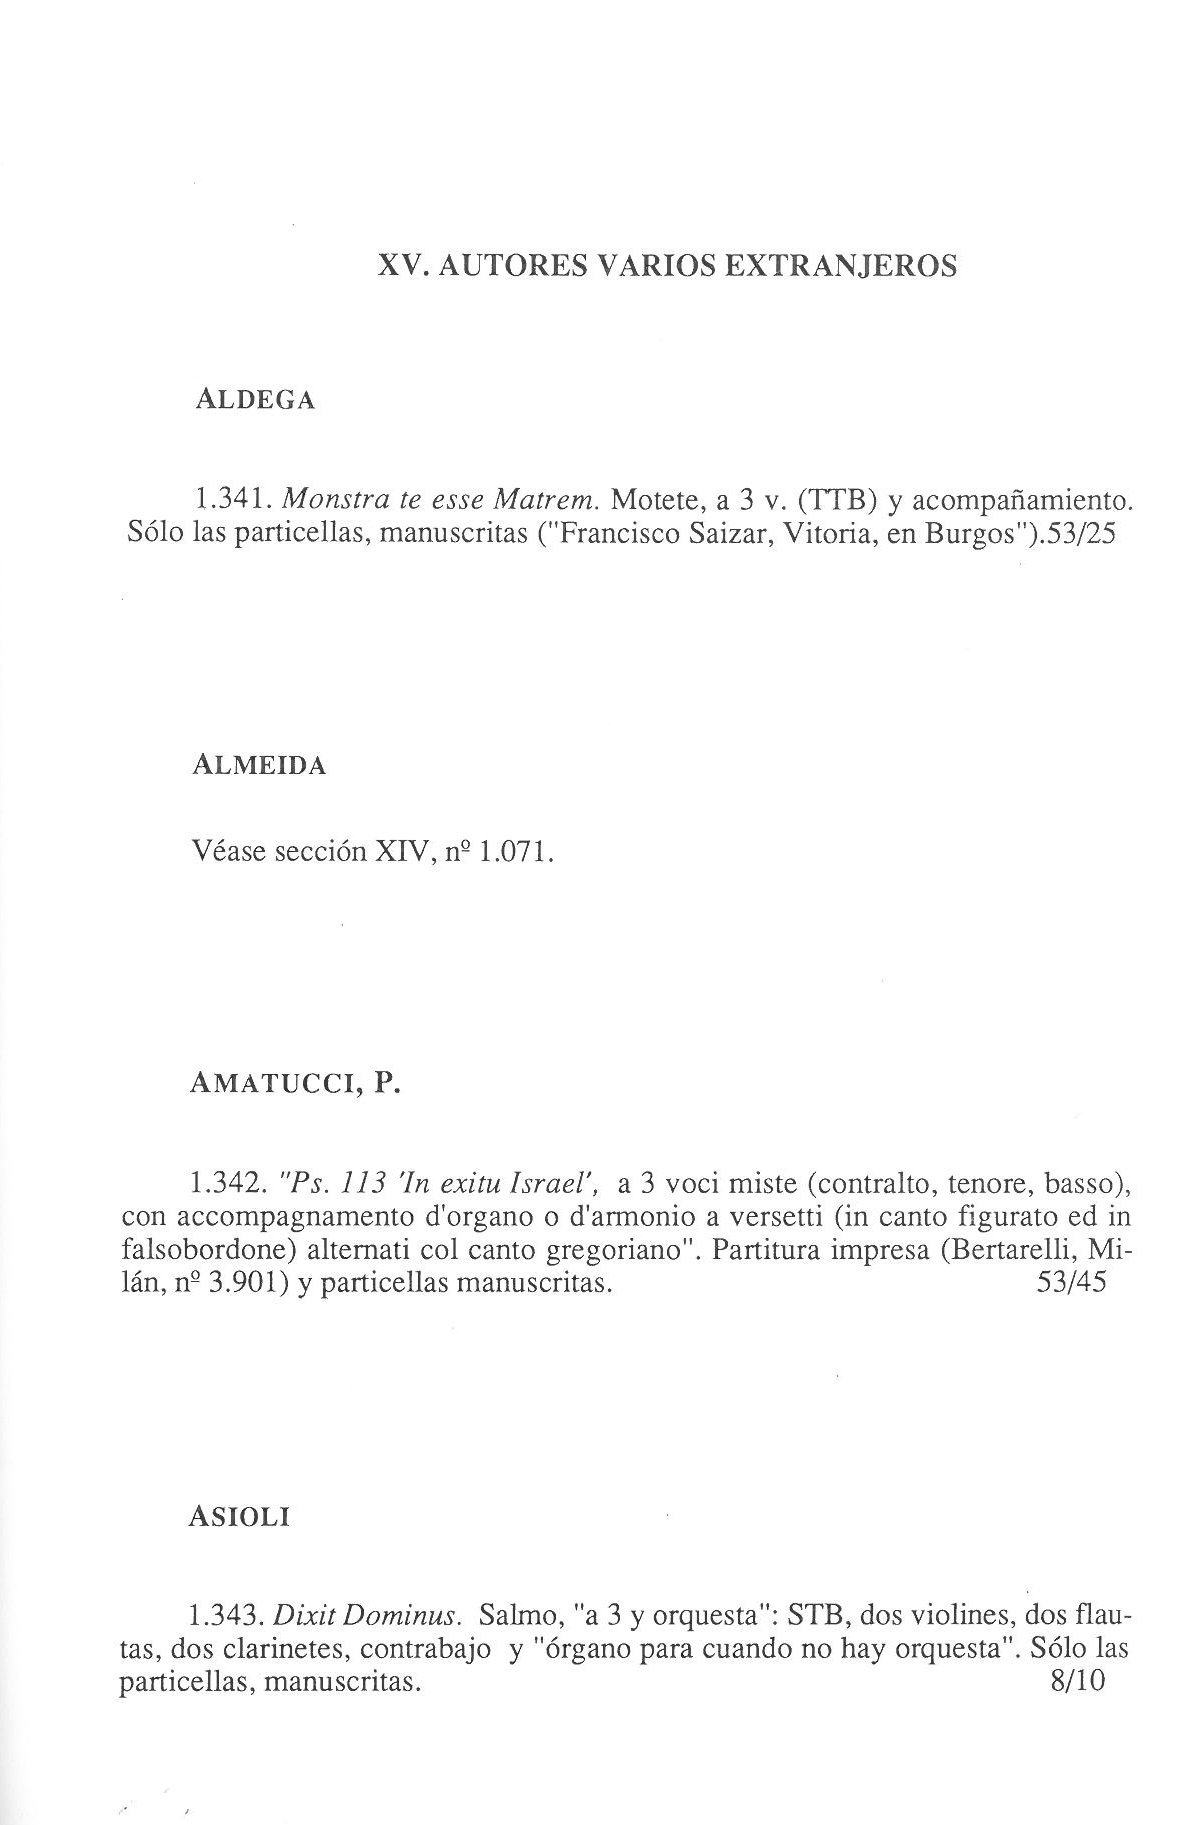 XV. AUTORES VARIOS EXTRANJEROS
ALDEGA
1.341. Monstra te esse Matrem. Motete, a 3 v. (TTB) y acompañamiento.
Sólo las particellas, manuscritas ("Francisco Saizar, Vitoria, en Burgos").53/25
ALMEIDA
Véase sección XIV, nº 1.071.
AMATUCCI, P.
1.342. "Ps. 113 'In exitu Israel', a 3 voci miste (contralto, tenore, basso),
con accompagnamento d'organo o d'armonio a versetti (in canto figurato ed in
falsobordone) alternati col canto gregoriano". Partitura impresa (Bertarelli, Mi-
lán, nº 3.901) y particellas manuscritas. 53/45
ASIOLI
1.343. Dixit Dominus. Salmo, "a 3 y orquesta": STB, dos violines, dos flau-
tas, dos clarinetes, contrabajo y "órgano para cuando no hay orquesta". Sólo las
particellas, manuscritas. 8/10